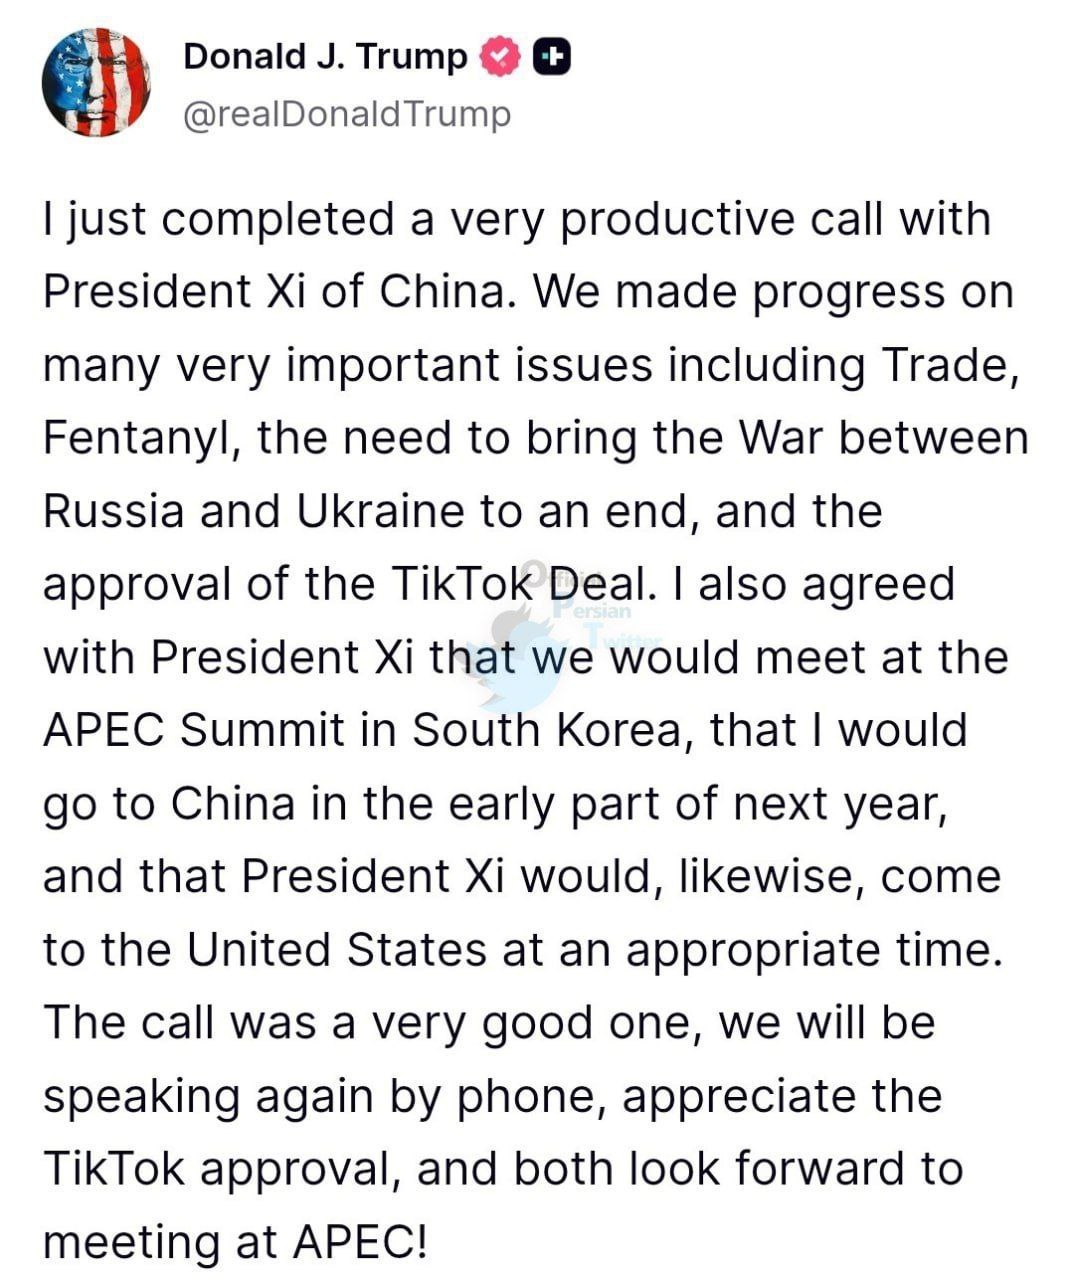 Donald J. Trump
@realDonaldTrump
I just completed a very productive call with
President Xi of China. We made progress on
many very important issues including Trade,
Fentanyl, the need to bring the War between
Russia and Ukraine to an end, and the
approval of the TikTok Deal. I also agreed
with President Xi that we would meet at the
APEC Summit in South Korea, that I would
go to China in the early part of next year,
and that President Xi would, likewise, come
to the United States at an appropriate time.
The call was a very good one, we will be
speaking again by phone, appreciate the
TikTok approval, and both look forward to
meeting at APEC!
Official
Persian
Twitter